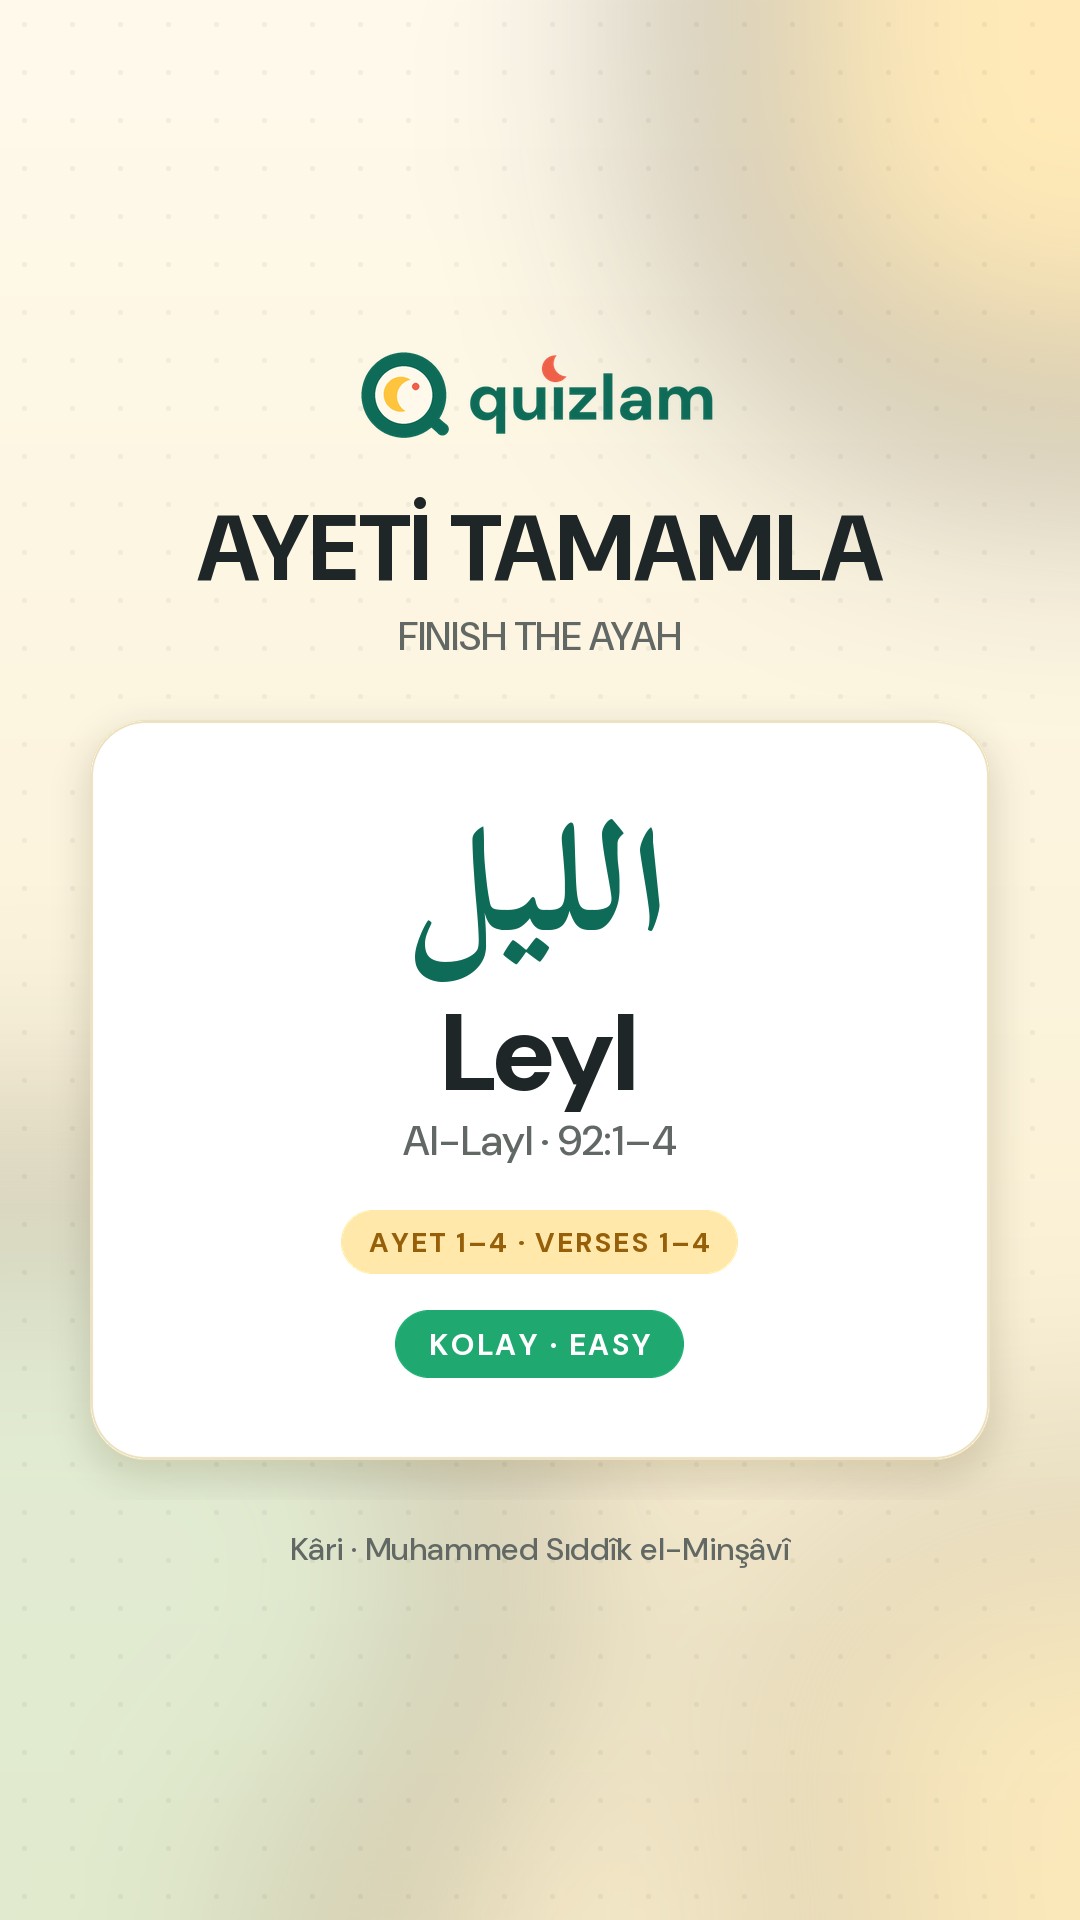 quizlam
AYETİ TAMAMLA
FINISH THE AYAH
الليل
Leyl
Al-Layl · 92:1–4
AYET 1–4 · VERSES 1–4
KOLAY · EASY
Kâri · Muhammed Sıddîk el-Minşâvî